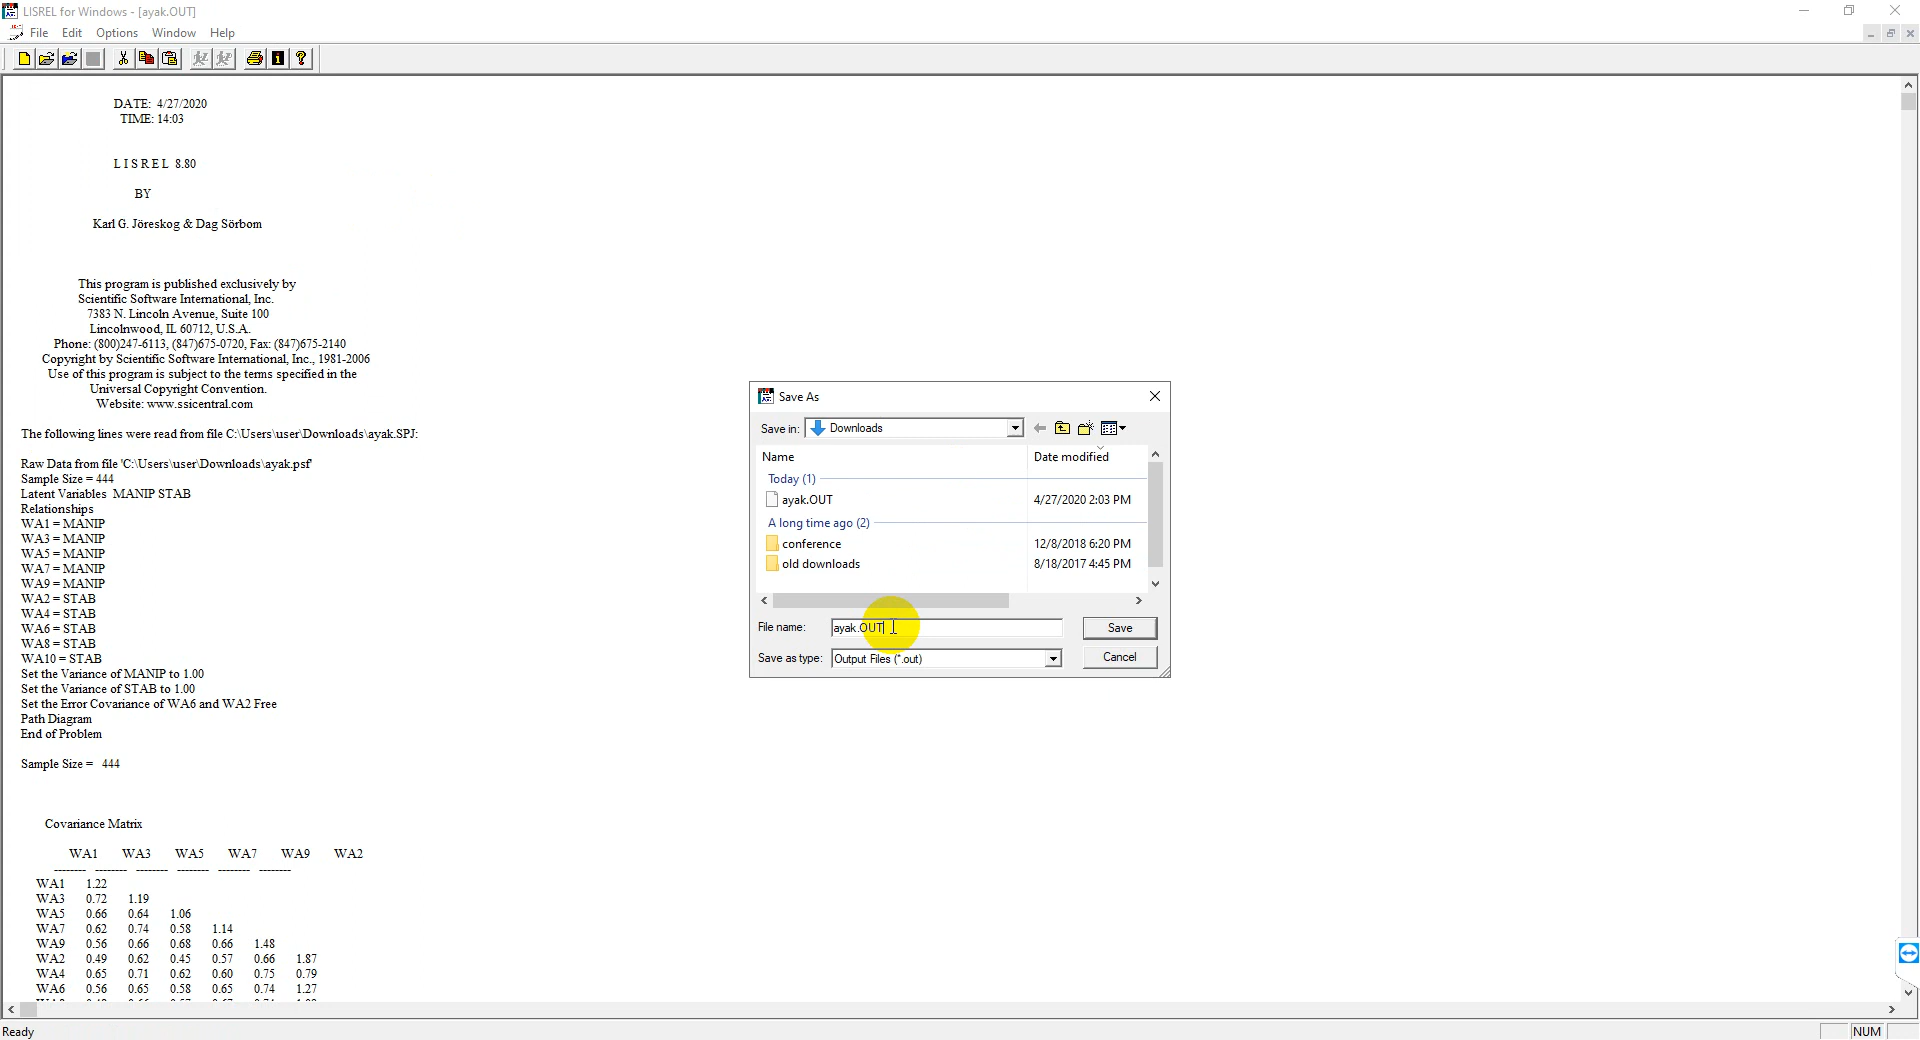 LISREL for Windows - [ayak.OUT]
File Edit Options Window Help
DATE: 4/27/2020
TIME: 14:03
L I S R E L 8.80
BY
Karl G. Jöreskog & Dag Sörbom
This program is published exclusively by
Scientific Software International, Inc.
7383 N. Lincoln Avenue, Suite 100
Lincolnwood, IL 60712, U.S.A.
Phone: (800)247-6113, (847)675-0720, Fax: (847)675-2140
Copyright by Scientific Software International, Inc., 1981-2006
Use of this program is subject to the terms specified in the
Universal Copyright Convention.
Website: www.ssicentral.com
The following lines were read from file C:\Users\user\Downloads\ayak.SPJ:
Raw Data from file 'C:\Users\user\Downloads\ayak.psf'
Sample Size = 444
Latent Variables MANIP STAB
Relationships
WA1 = MANIP
WA3 = MANIP
WA5 = MANIP
WA7 = MANIP
WA9 = MANIP
WA2 = STAB
WA4 = STAB
WA6 = STAB
WA8 = STAB
WA10 = STAB
Set the Variance of MANIP to 1.00
Set the Variance of STAB to 1.00
Set the Error Covariance of WA6 and WA2 Free
Path Diagram
End of Problem
Sample Size = 444
Covariance Matrix
WA1 WA3 WA5 WA7 WA9 WA2
-------- -------- -------- -------- -------- --------
WA1 1.22
WA3 0.72 1.19
WA5 0.66 0.64 1.06
WA7 0.62 0.74 0.58 1.14
WA9 0.56 0.66 0.68 0.66 1.48
WA2 0.49 0.62 0.45 0.57 0.66 1.87
WA4 0.65 0.71 0.62 0.60 0.75 0.79
WA6 0.56 0.65 0.58 0.65 0.74 1.27
Save As
Save in: Downloads
Name Date modified
Today (1)
ayak.OUT 4/27/2020 2:03 PM
A long time ago (2)
conference 12/8/2018 6:20 PM
old downloads 8/18/2017 4:45 PM
File name: ayak.OUT Save
Save as type: Output Files (*.out) Cancel
Ready NUM